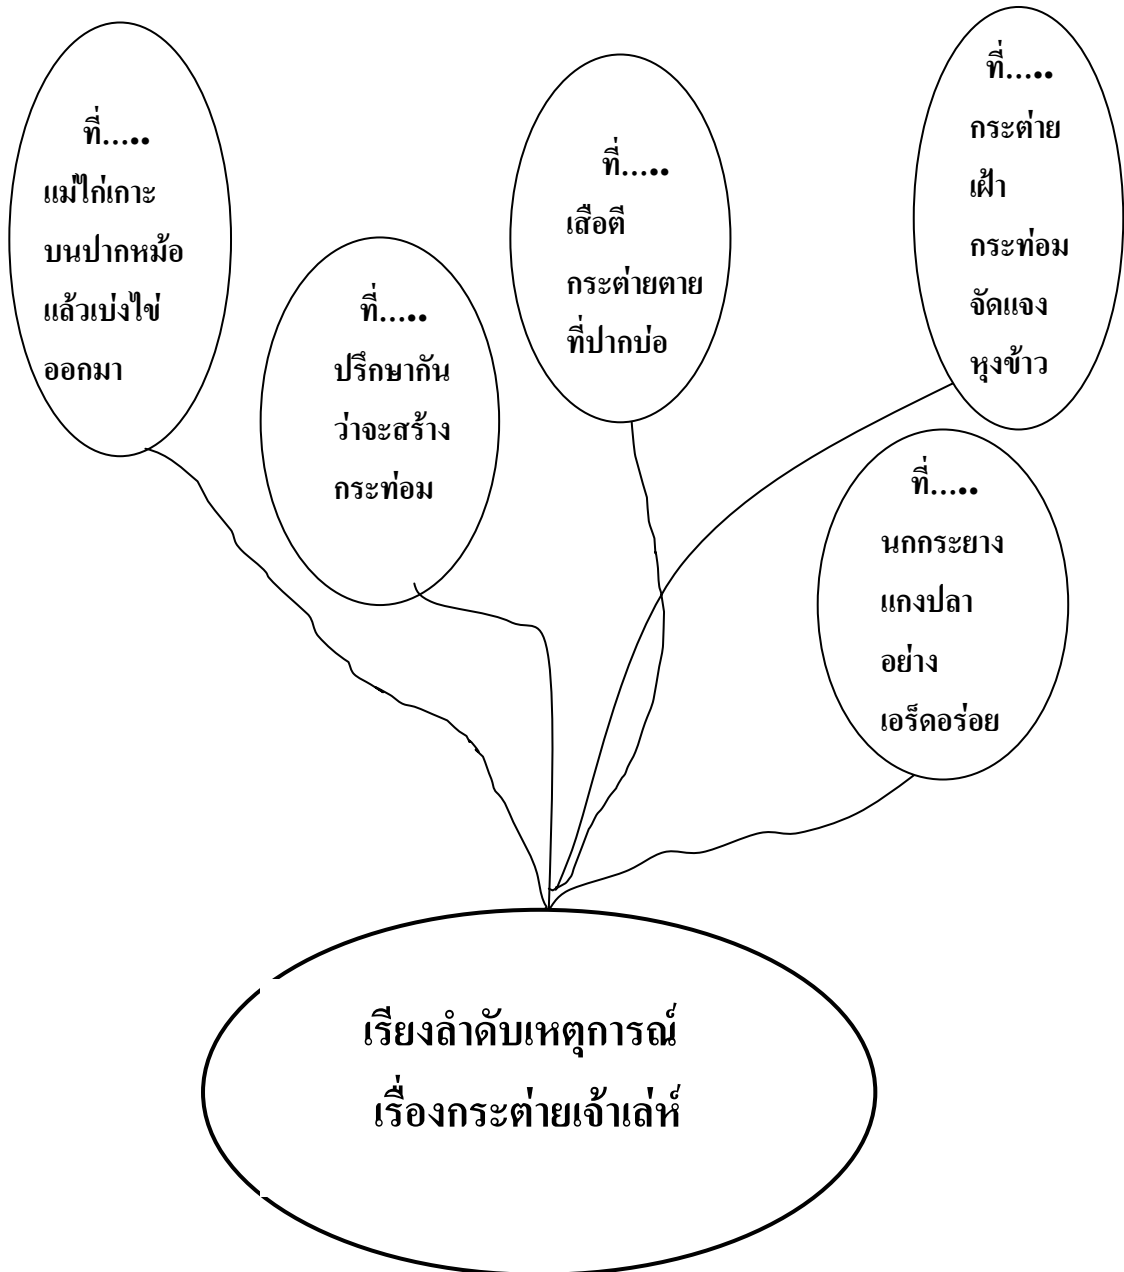 ที่.....
แม่ไก่เกาะ
บนปากหม้อ
แล้วเบ่งไข่
ออกมา
ที่.....
ปรึกษากัน
ว่าจะสร้าง
กระท่อม
ที่.....
เสือตี
กระต่ายตาย
ที่ปากบ่อ
ที่.....
กระต่าย
เฝ้า
กระท่อม
จัดแจง
หุงข้าว
ที่.....
นกกระยาง
แกงปลา
อย่าง
เอร็ดอร่อย
เรียงลำดับเหตุการณ์
เรื่องกระต่ายเจ้าเล่ห์